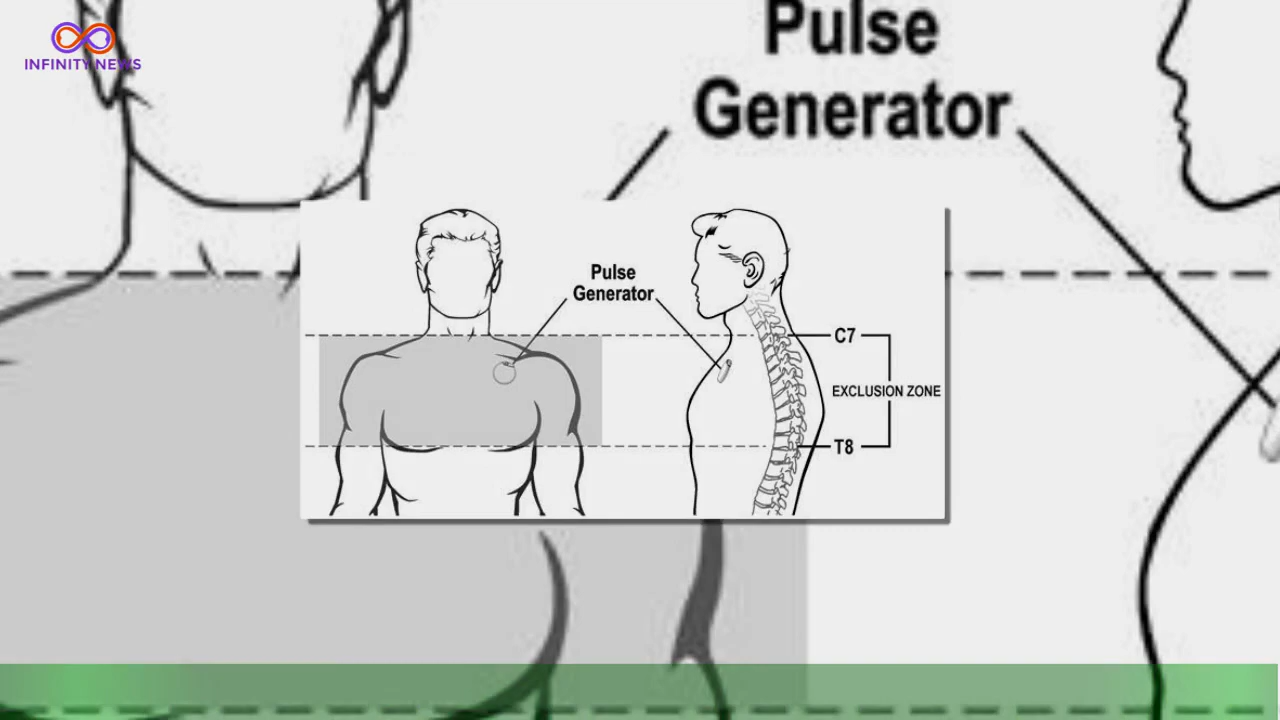 INFINITY NEWS
Pulse
Generator
Pulse
Generator
C7
EXCLUSION ZONE
T8